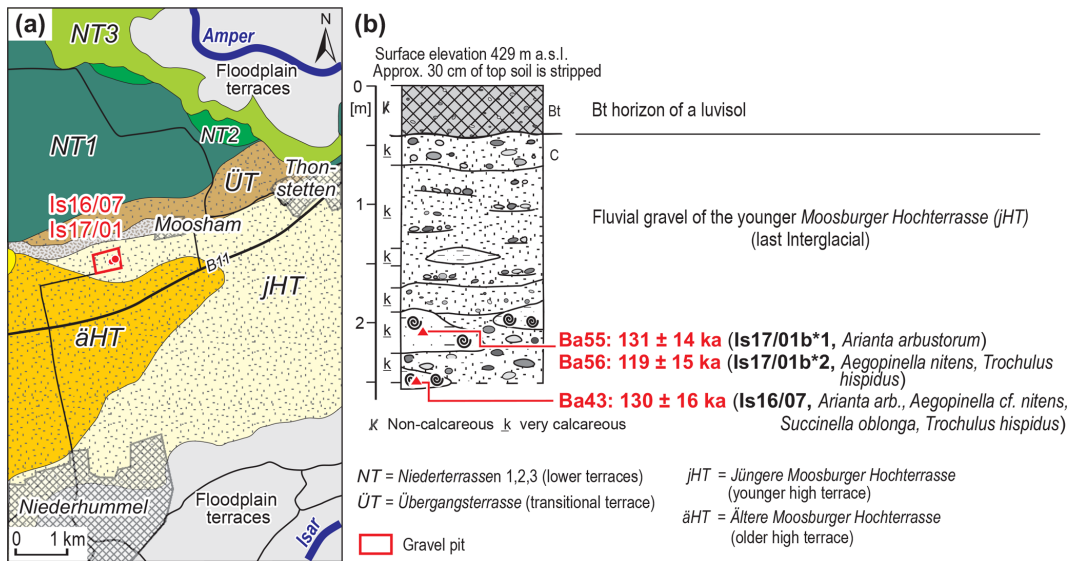 (a)
NT3
Amper
N
Floodplain
terraces
NT2
NT1
ÜT
Thon-
stetten
Is16/07
Is17/01
Moosham
B11
jHT
äHT
Niederhummel
Floodplain
terraces
Isar
0 1 km
(b)
Surface elevation 429 m a.s.l.
Approx. 30 cm of top soil is stripped
0
[m]
k
Bt
Bt horizon of a luvisol
k
C
k
1
k
Fluvial gravel of the younger Moosburger Hochterrasse (jHT)
(last Interglacial)
k
k
2
k
Ba55: 131 ± 14 ka (Is17/01b*1, Arianta arbustorum)
Ba56: 119 ± 15 ka (Is17/01b*2, Aegopinella nitens, Trochulus
hispidus)
k
Ba43: 130 ± 16 ka (Is16/07, Arianta arb., Aegopinella cf. nitens,
Succinella oblonga, Trochulus hispidus)
k Non-calcareous k very calcareous
NT = Niederterrassen 1,2,3 (lower terraces)
ÜT = Übergangsterrasse (transitional terrace)
Gravel pit
jHT = Jüngere Moosburger Hochterrasse
(younger high terrace)
äHT = Ältere Moosburger Hochterrasse
(older high terrace)